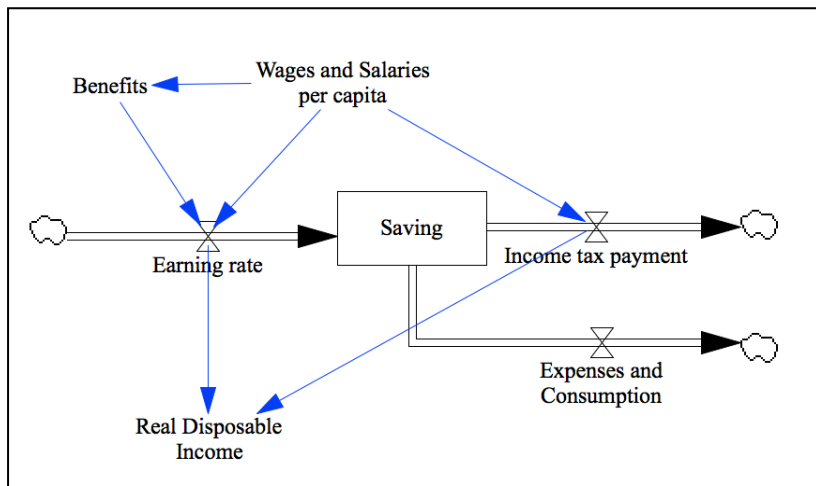 Benefits
Wages and Salaries
per capita
Saving
Earning rate
Income tax payment
Expenses and
Consumption
Real Disposable
Income